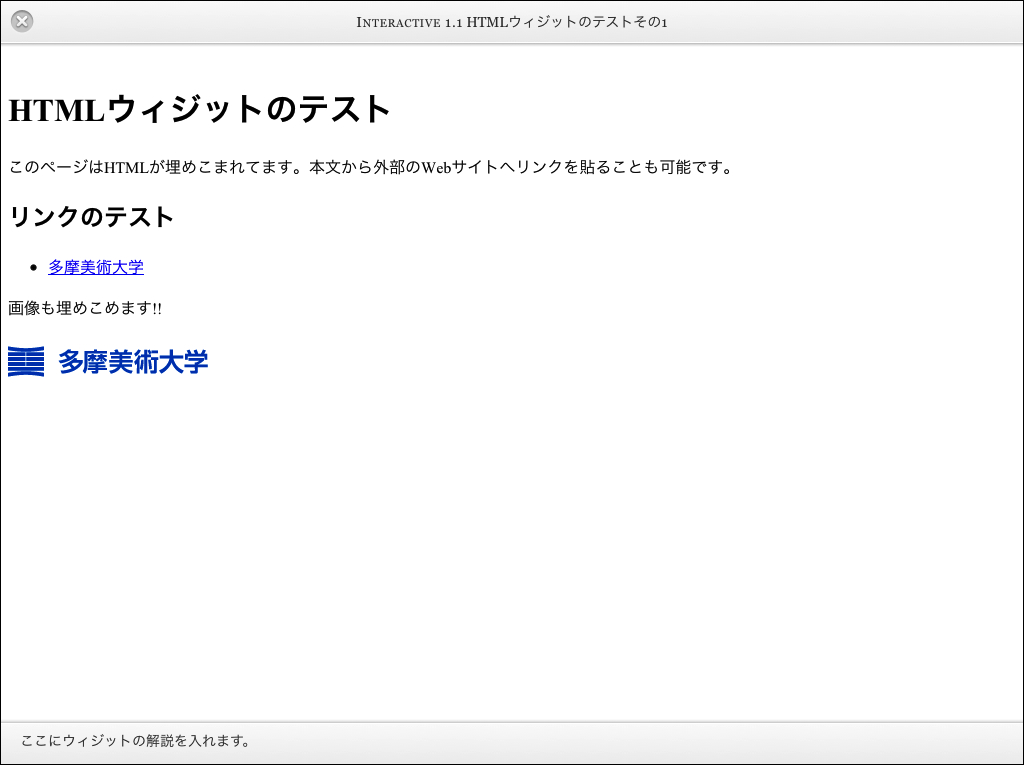 Interactive 1.1 HTMLウィジットのテストその1
HTMLウィジットのテスト
このページはHTMLが埋めこまれてます。本文から外部のWebサイトへリンクを貼ることも可能です。
リンクのテスト
多摩美術大学
画像も埋めこめます!!
多摩美術大学
ここにウィジットの解説を入れます。